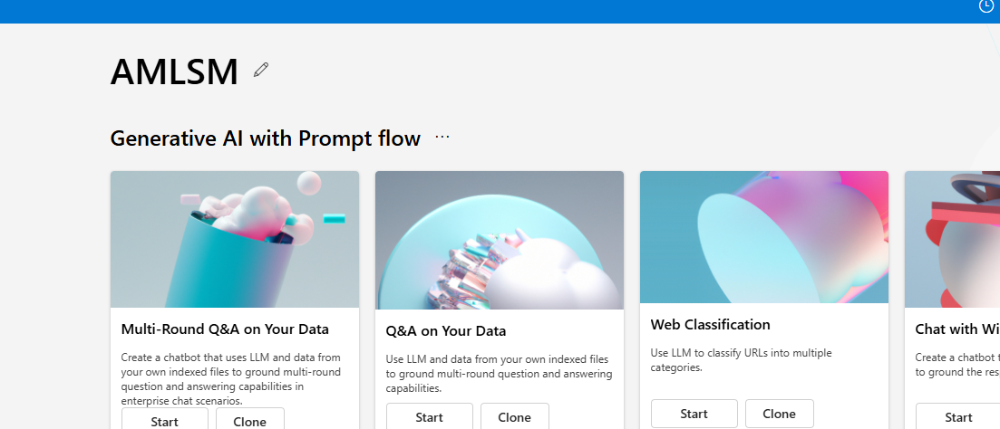 AMLSM
Generative AI with Prompt flow ...
Multi-Round Q&A on Your Data
Create a chatbot that uses LLM and data from
your own indexed files to ground multi-round
question and answering capabilities in
enterprise chat scenarios.
Start Clone
Q&A on Your Data
Use LLM and data from your own indexed files
to ground multi-round question and answering
capabilities.
Start Clone
Web Classification
Use LLM to classify URLs into multiple
categories.
Start Clone
Chat with Wi
Create a chatbot t
to ground the res
Start